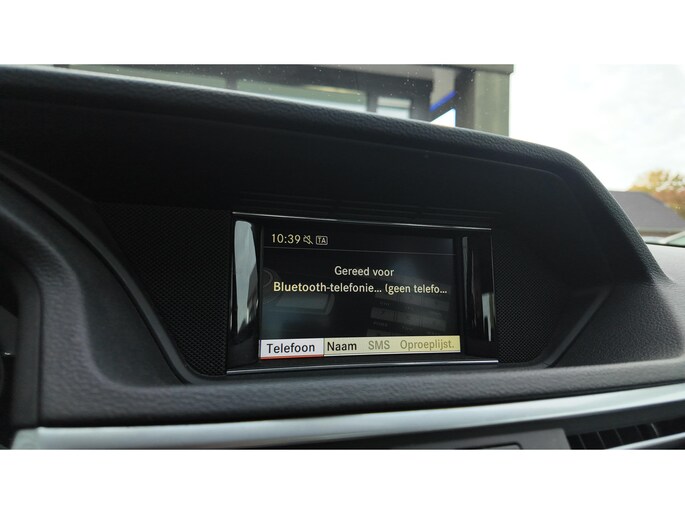 10:39 TA
Gereed voor
Bluetooth-telefonie... (geen telefo...
Telefoon Naam SMS Oproeplijst.